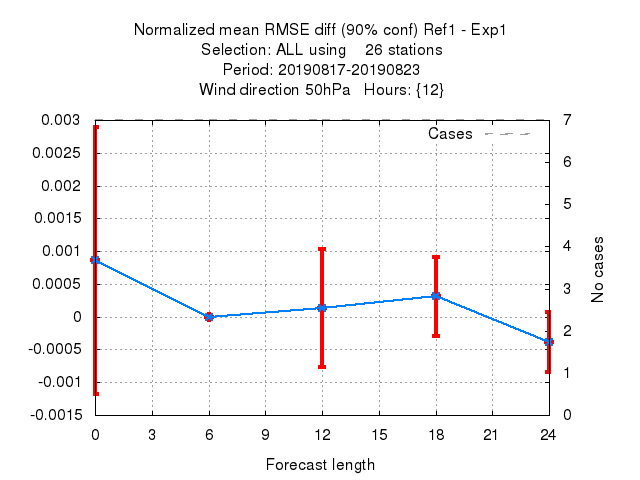 Normalized mean RMSE diff (90% conf) Ref1 - Exp1
Selection: ALL using 26 stations
Period: 20190817-20190823
Wind direction 50hPa Hours: {12}
Cases
0.003
0.0025
0.002
0.0015
0.001
0.0005
0
-0.0005
-0.001
-0.0015
7
6
5
4
3
2
1
0
No cases
0 3 6 9 12 15 18 21 24
Forecast length